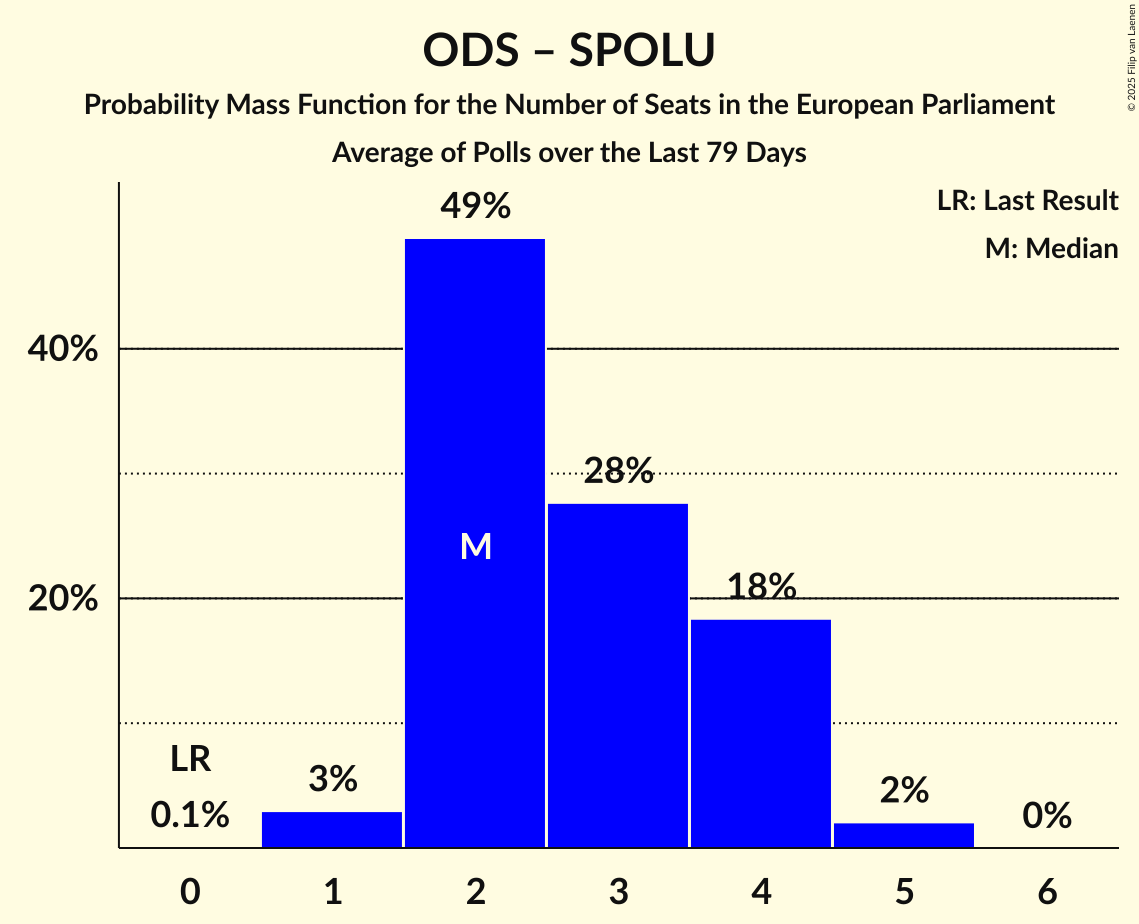 ODS – SPOLU
Probability Mass Function for the Number of Seats in the European Parliament
Average of Polls over the Last 79 Days
© 2025 Filip van Laenen
LR: Last Result
M: Median
49%
40%
28%
M
18%
20%
LR
0.1%
3%
2%
0%
0 1 2 3 4 5 6